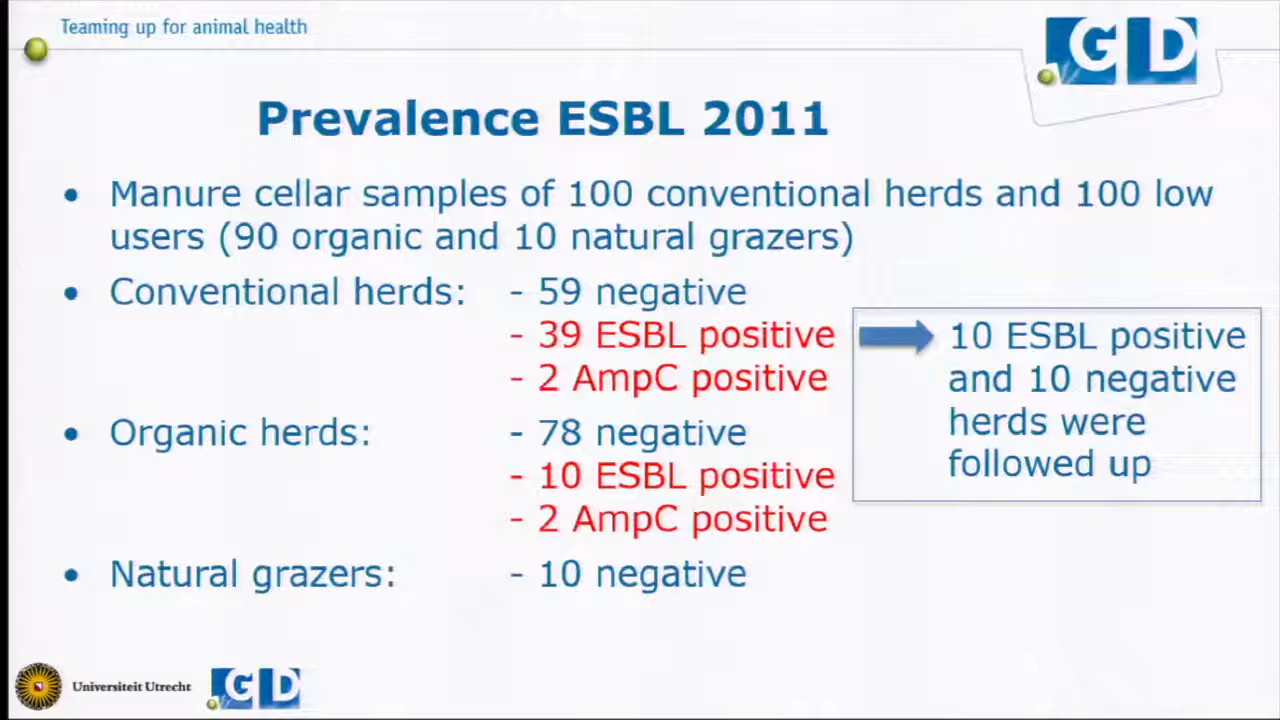 Teaming up for animal health
GD
Prevalence ESBL 2011
• Manure cellar samples of 100 conventional herds and 100 low
users (90 organic and 10 natural grazers)
• Conventional herds: - 59 negative
- 39 ESBL positive
- 2 AmpC positive
10 ESBL positive
and 10 negative
herds were
followed up
• Organic herds: - 78 negative
- 10 ESBL positive
- 2 AmpC positive
• Natural grazers: - 10 negative
Universiteit Utrecht
GD